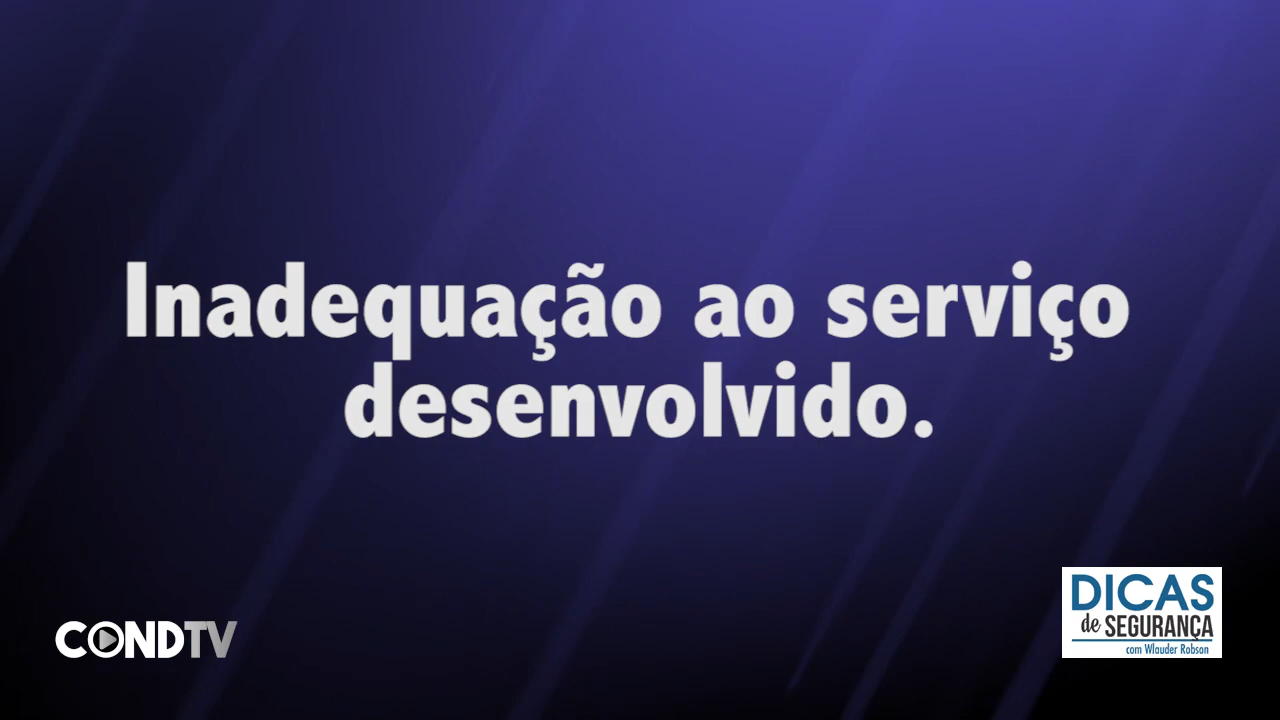 Inadequação ao serviço
desenvolvido.
CONDTV
DICAS
de SEGURANÇA
com Wlauder Robson